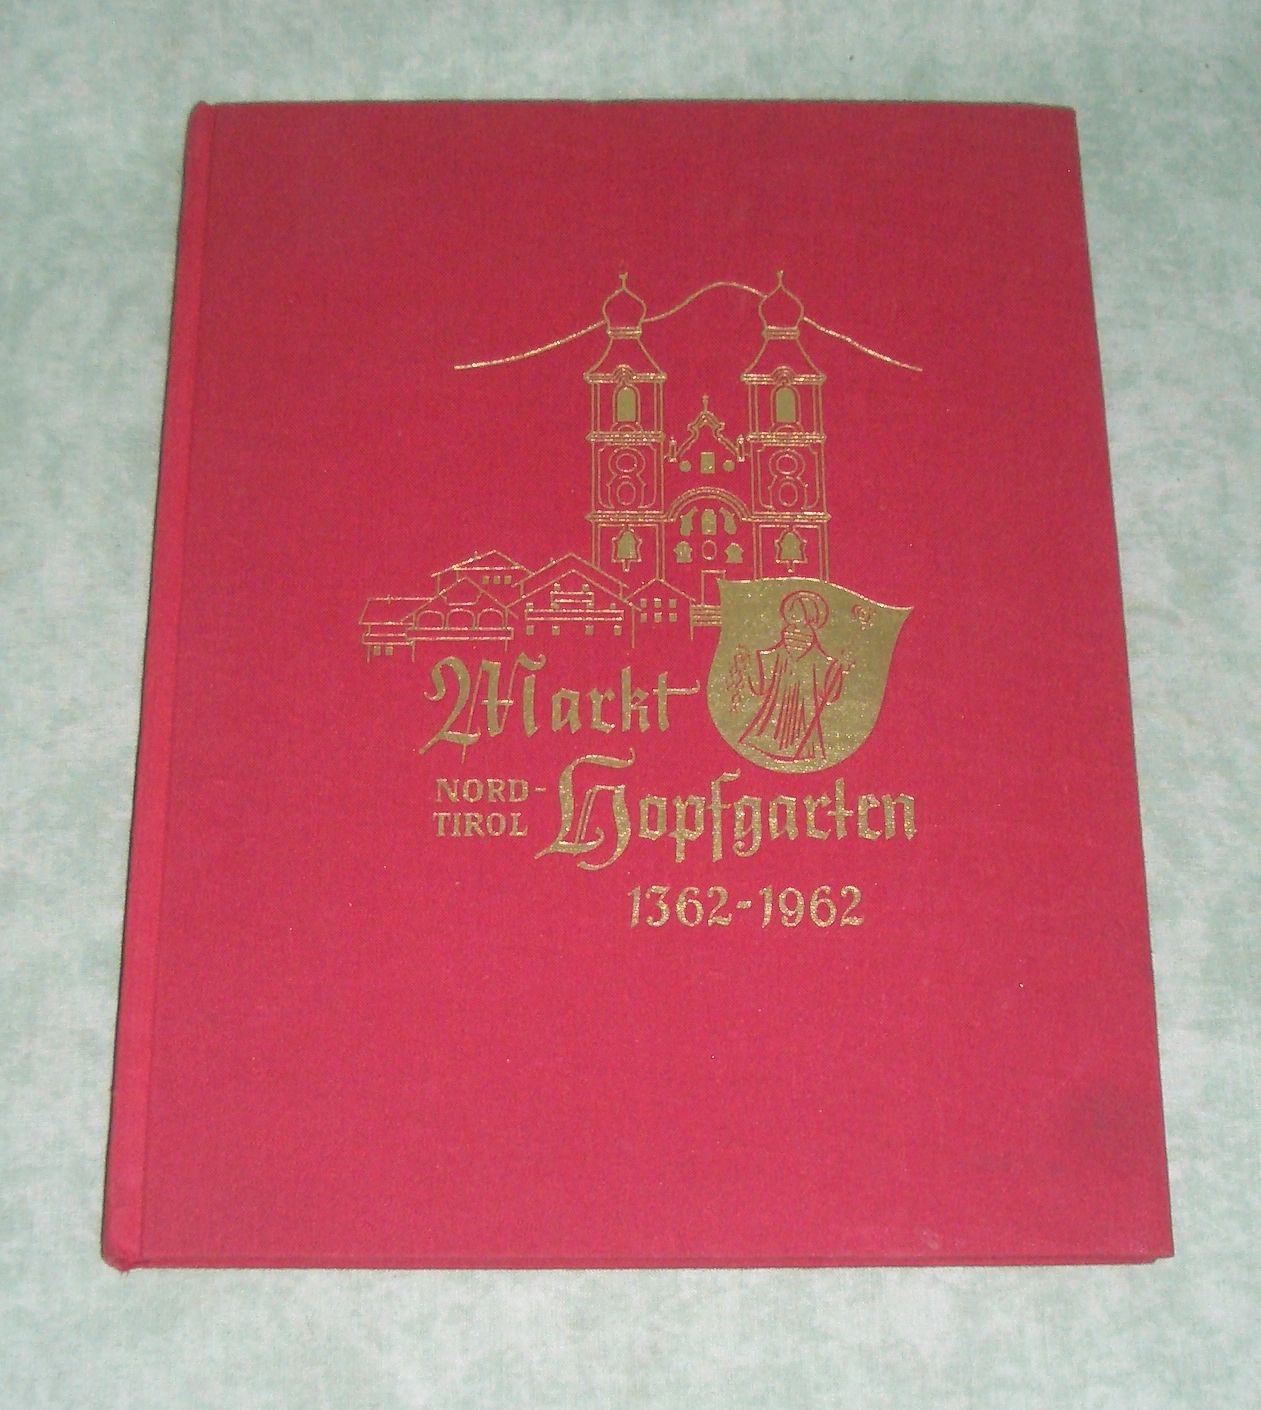 Markt
NORD-
TIROL
Hopfgarten
1362-1962